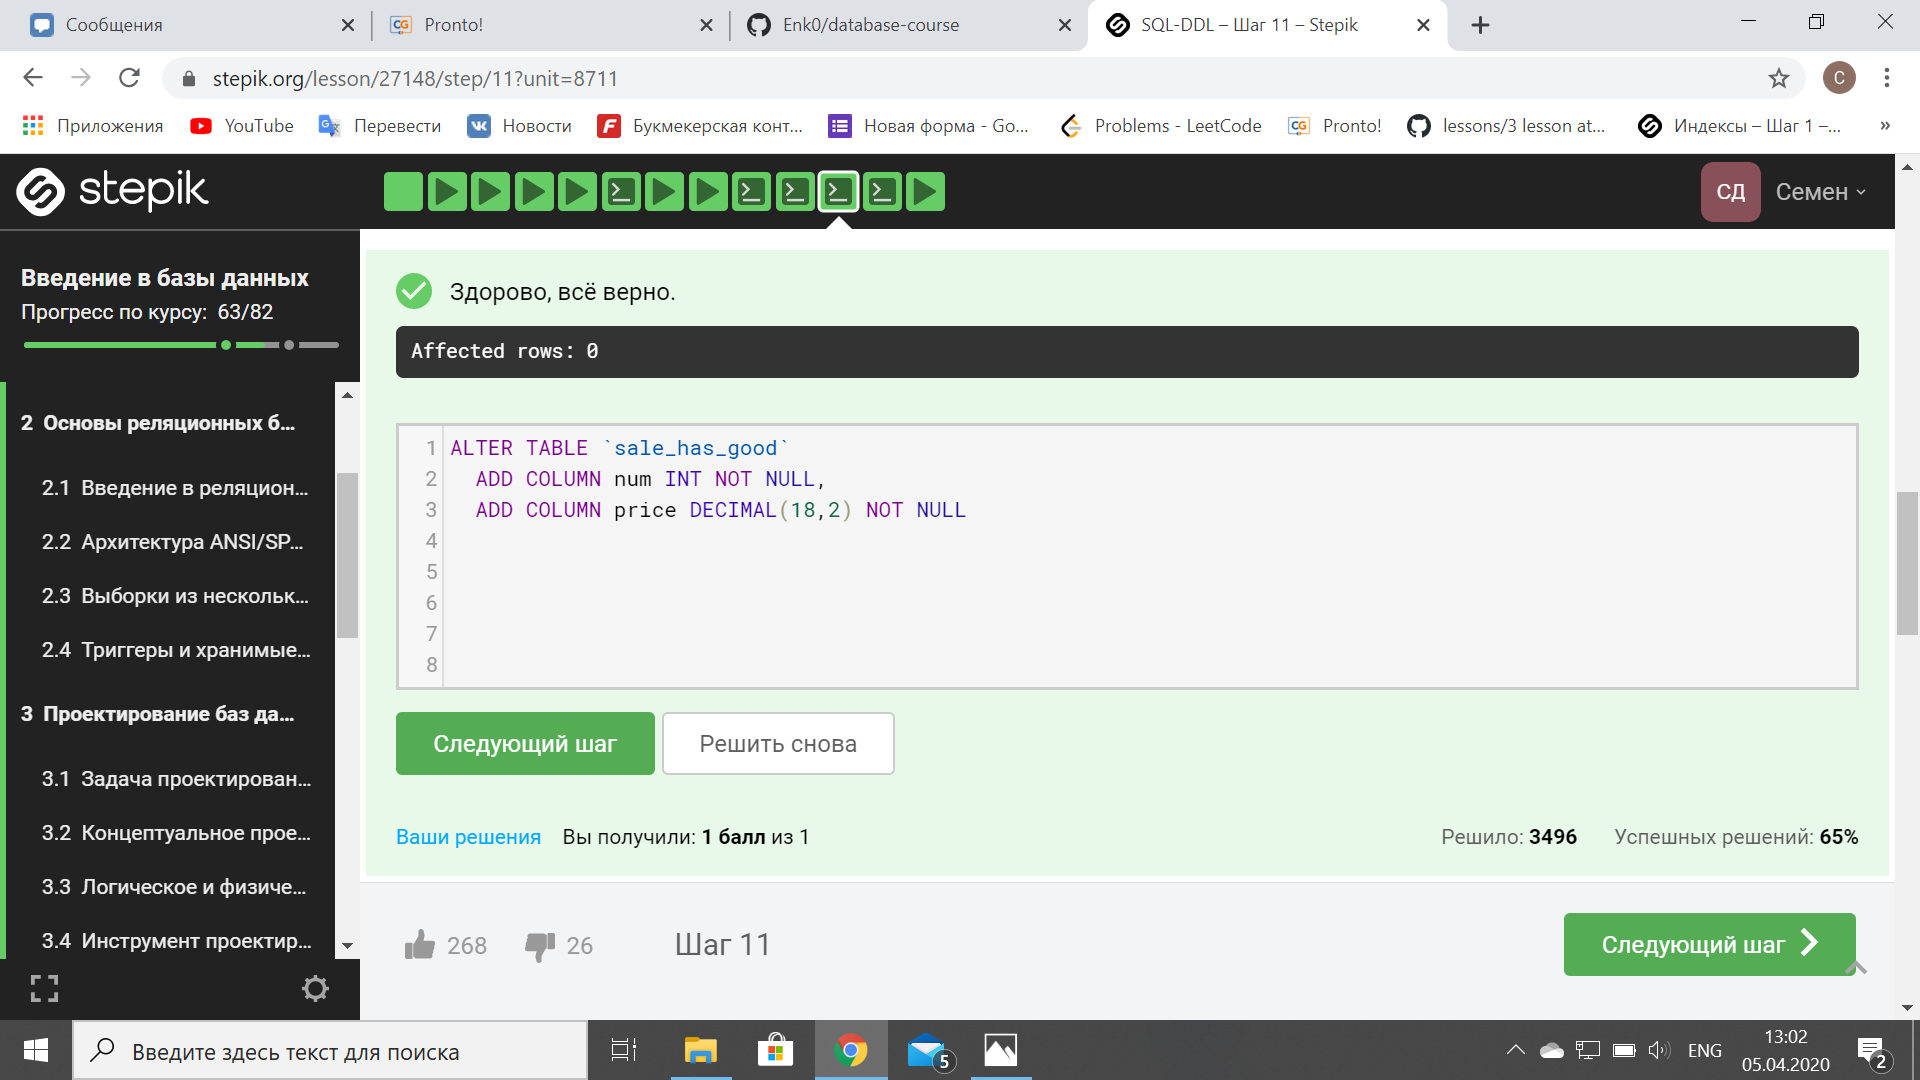 Сообщения
Pronto!
Enk0/database-course
SQL-DDL – Шаг 11 – Stepik
stepik.org/lesson/27148/step/11?unit=8711
C
Приложения
YouTube
Перевести
Новости
Букмекерская конт...
Новая форма - Go...
Problems - LeetCode
Pronto!
lessons/3 lesson at...
Индексы – Шаг 1 –...
»
stepik
СД
Семен
Введение в базы данных
Прогресс по курсу: 63/82
2 Основы реляционных б...
2.1 Введение в реляцион...
2.2 Архитектура ANSI/SP...
2.3 Выборки из нескольк...
2.4 Триггеры и хранимые...
3 Проектирование баз да...
3.1 Задача проектирован...
3.2 Концептуальное прое...
3.3 Логическое и физиче...
3.4 Инструмент проектир...
Здорово, всё верно.
Affected rows: 0
1 ALTER TABLE `sale_has_good`
2 ADD COLUMN num INT NOT NULL,
3 ADD COLUMN price DECIMAL(18,2) NOT NULL
4
5
6
7
8
Следующий шаг
Решить снова
Ваши решения
Вы получили: 1 балл из 1
Решило: 3496
Успешных решений: 65%
268
26
Шаг 11
Следующий шаг
Введите здесь текст для поиска
5
ENG
13:02
05.04.2020
2